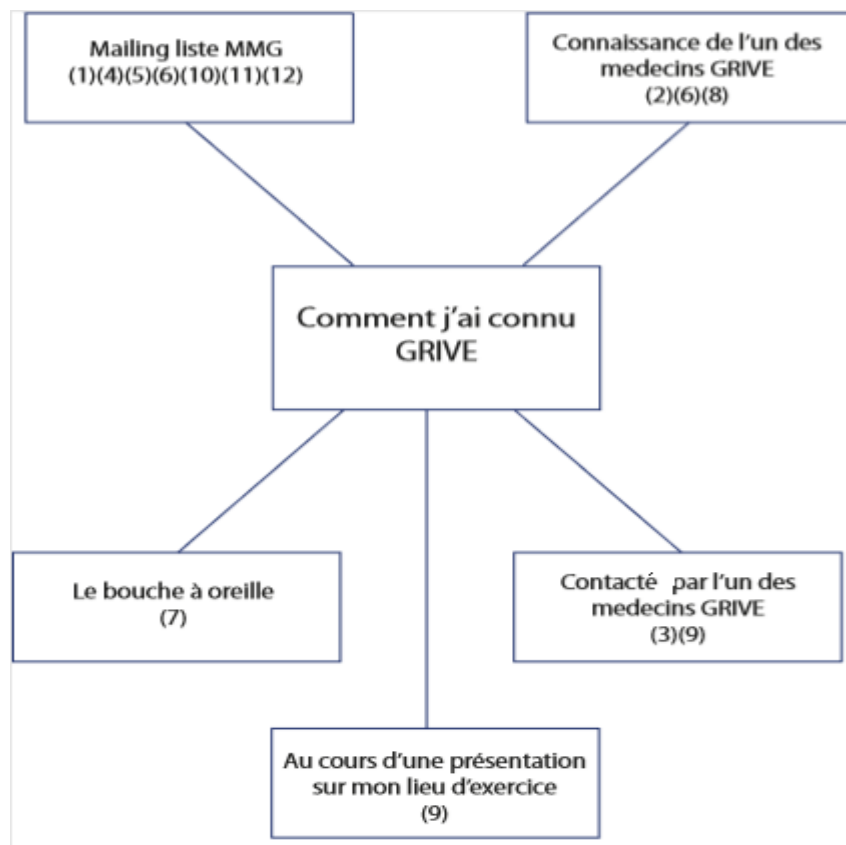 Mailing liste MMG
(1)(4)(5)(6)(10)(11)(12)
Connaissance de l'un des
medecins GRIVE
(2)(6)(8)
Comment j'ai connu
GRIVE
Le bouche à oreille
(7)
Contacté par l'un des
medecins GRIVE
(3)(9)
Au cours d'une présentation
sur mon lieu d'exercice
(9)